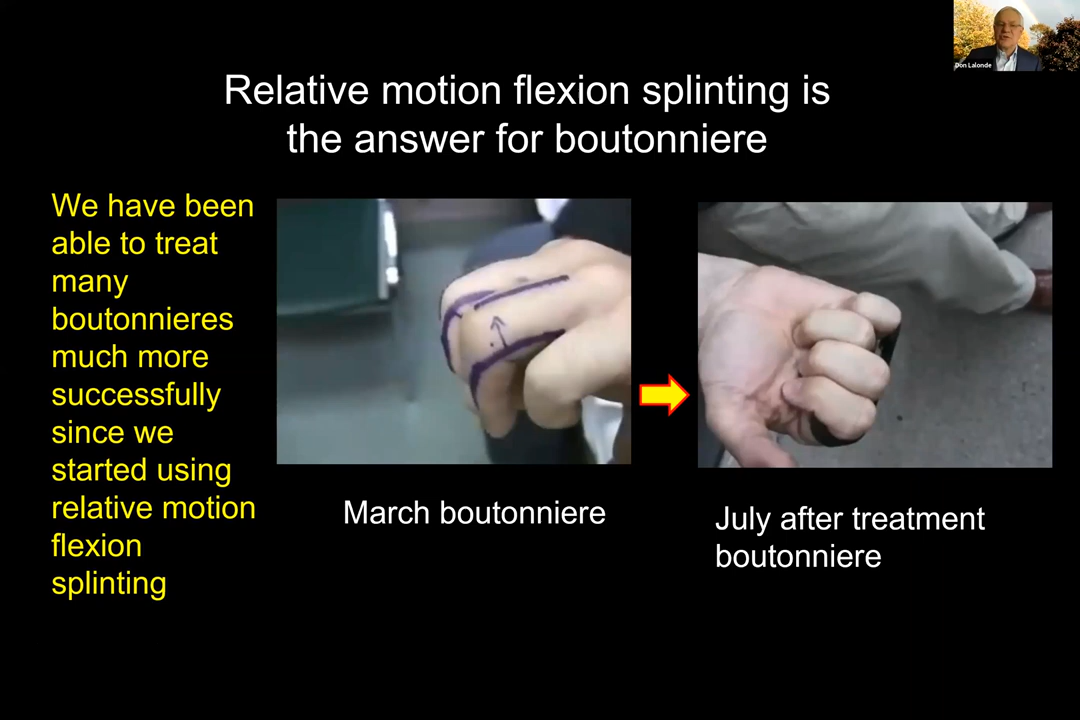 Don Lalonde
Relative motion flexion splinting is
the answer for boutonniere
We have been
able to treat
many
boutonnieres
much more
successfully
since we
started using
relative motion
flexion
splinting
March boutonniere
July after treatment
boutonniere